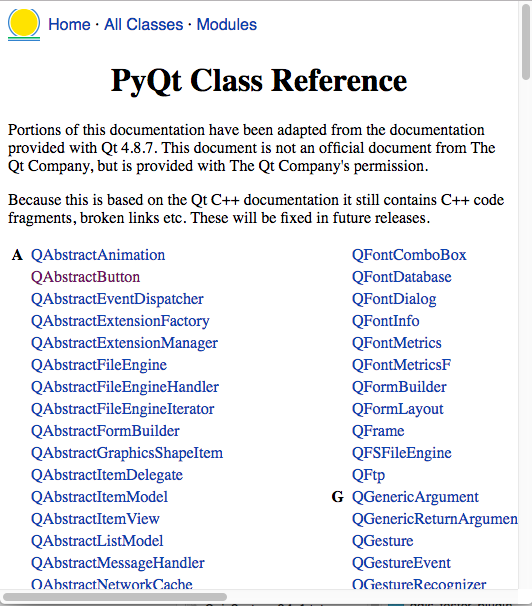 Home · All Classes · Modules
PyQt Class Reference
Portions of this documentation have been adapted from the documentation
provided with Qt 4.8.7. This document is not an official document from The
Qt Company, but is provided with The Qt Company's permission.
Because this is based on the Qt C++ documentation it still contains C++ code
fragments, broken links etc. These will be fixed in future releases.
A QAbstractAnimation
QAbstractButton
QAbstractEventDispatcher
QAbstractExtensionFactory
QAbstractExtensionManager
QAbstractFileEngine
QAbstractFileEngineHandler
QAbstractFileEngineIterator
QAbstractFormBuilder
QAbstractGraphicsShapeItem
QAbstractItemDelegate
QAbstractItemModel
QAbstractItemView
QAbstractListModel
QAbstractMessageHandler
QAbstractNetworkCache
QFontComboBox
QFontDatabase
QFontDialog
QFontInfo
QFontMetrics
QFontMetricsF
QFormBuilder
QFormLayout
QFrame
QFSFileEngine
QFtp
G QGenericArgument
QGenericReturnArgumen
QGesture
QGestureEvent
QGestureRecognizer